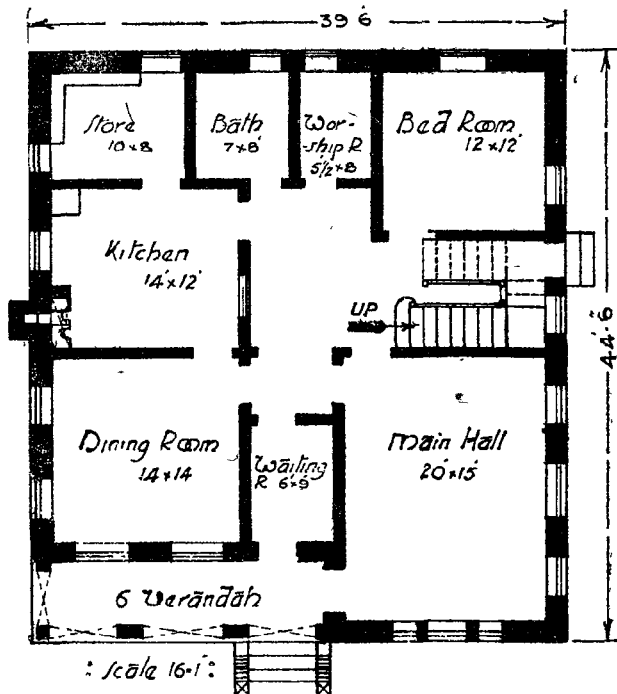 39 6
Store
10 × 8
Bath
7 × 8'
Wor-
-ship R
5 1/2 × 8
Bed Room
12 × 12'
Kitchen
14' × 12'
UP
44'-6"
Dining Room
14 × 14
Waiting
R 6' × 9'
Main Hall
20' × 15'
6 Verandah
: Scale 16-1' :